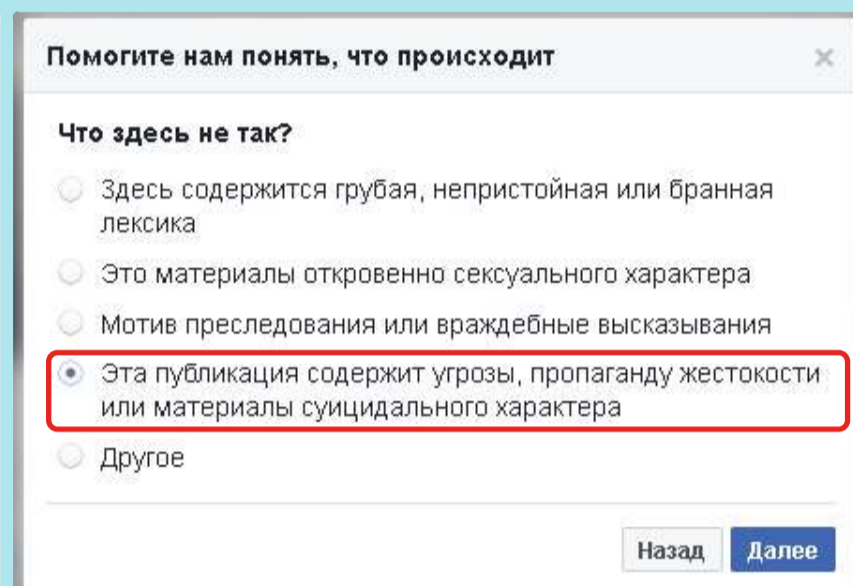 Помогите нам понять, что происходит
Что здесь не так?
Здесь содержится грубая, непристойная или бранная
лексика
Это материалы откровенно сексуального характера
Мотив преследования или враждебные высказывания
Эта публикация содержит угрозы, пропаганду жестокости
или материалы суицидального характера
Другое
Назад Далее